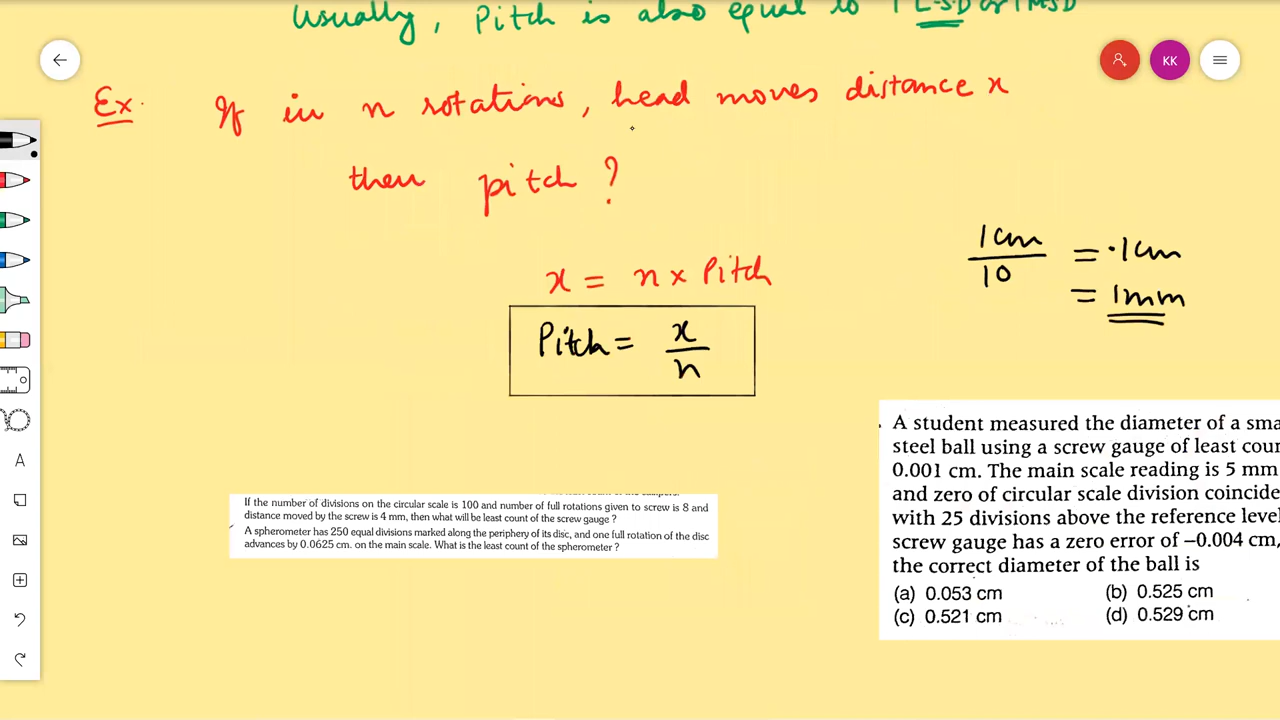 Usually, Pitch is also equal to 1 L.S.D or 1 MSD
KK
Ex: If in n rotations, head moves distance x
then pitch ?
x = n x Pitch
Pitch = x/n
1cm/10 = .1cm
= 1mm
A
If the number of divisions on the circular scale is 100 and number of full rotations given to screw is 8 and
distance moved by the screw is 4 mm, then what will be least count of the screw gauge ?
A spherometer has 250 equal divisions marked along the periphery of its disc, and one full rotation of the disc
advances by 0.0625 cm. on the main scale. What is the least count of the spherometer ?
A student measured the diameter of a sma
steel ball using a screw gauge of least coun
0.001 cm. The main scale reading is 5 mm
and zero of circular scale division coincide
with 25 divisions above the reference level
screw gauge has a zero error of −0.004 cm,
the correct diameter of the ball is
(a) 0.053 cm (b) 0.525 cm
(c) 0.521 cm (d) 0.529 cm